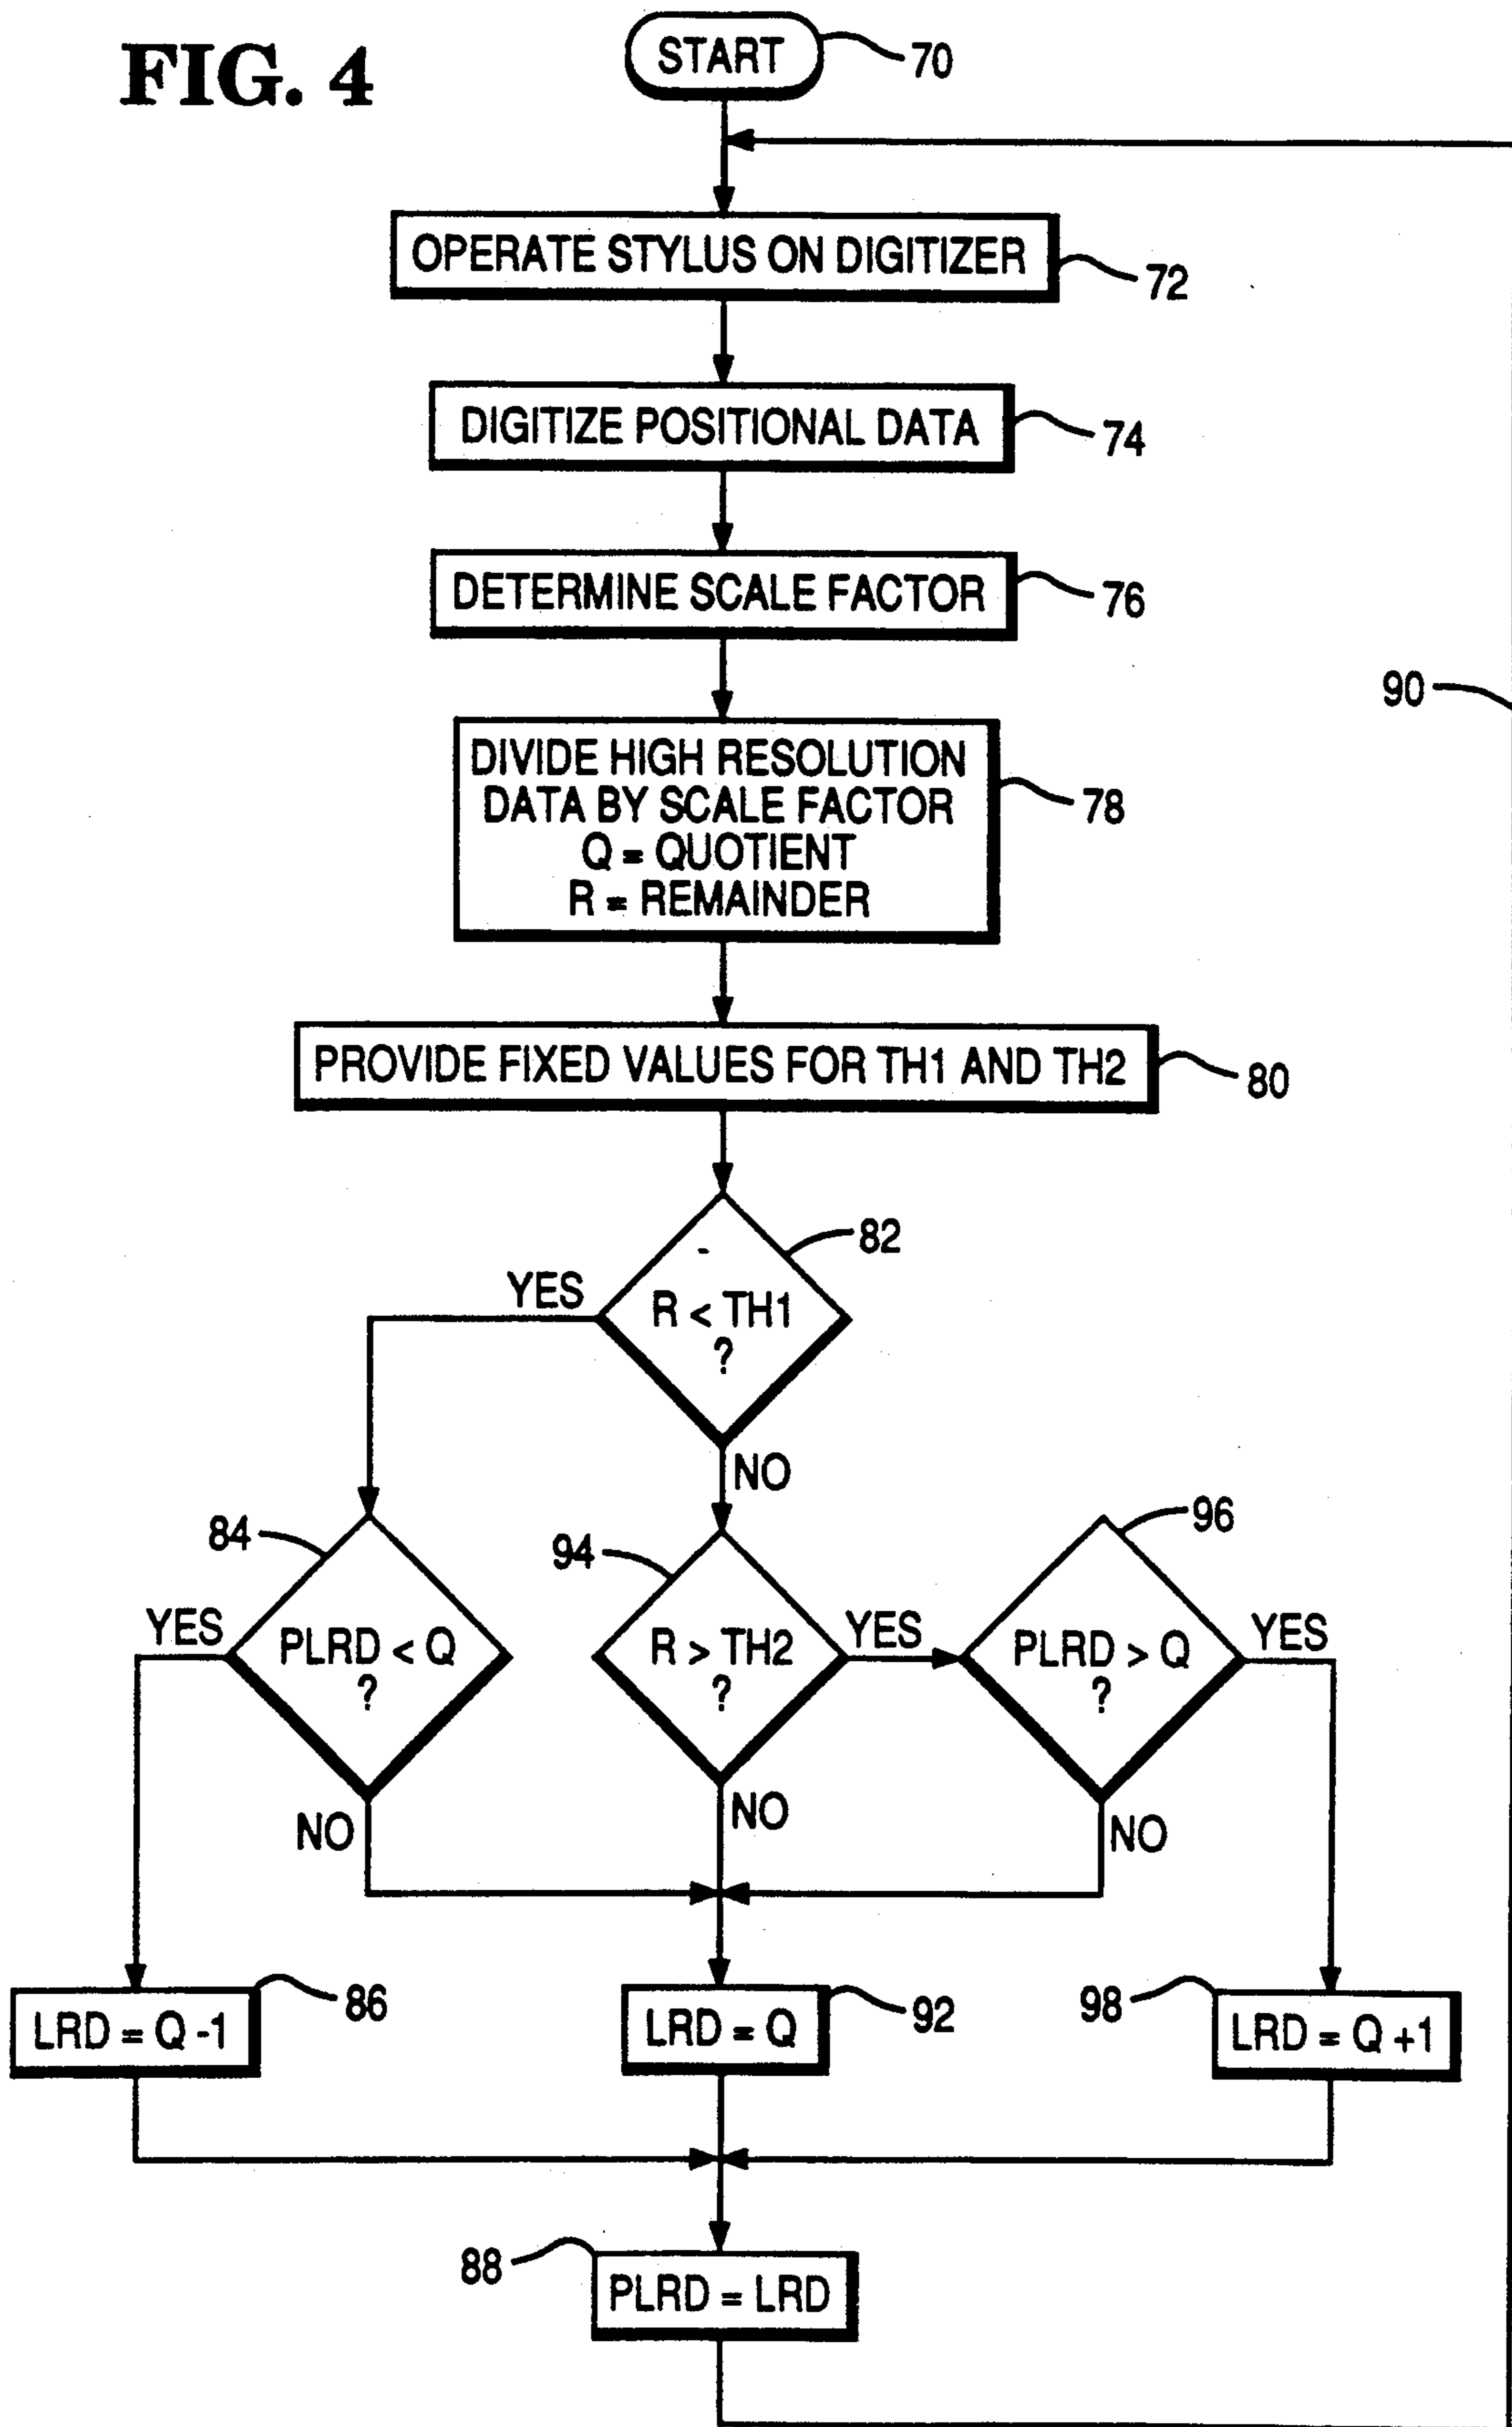 FIG. 4
START
70
OPERATE STYLUS ON DIGITIZER
72
DIGITIZE POSITIONAL DATA
74
DETERMINE SCALE FACTOR
76
90
DIVIDE HIGH RESOLUTION
DATA BY SCALE FACTOR
Q = QUOTIENT
R = REMAINDER
78
PROVIDE FIXED VALUES FOR TH1 AND TH2
80
82
YES
R < TH1
?
NO
84
94
96
YES
PLRD < Q
?
R > TH2
?
YES
PLRD > Q
?
YES
NO
NO
NO
LRD = Q -1
86
LRD = Q
92
98
LRD = Q +1
88
PLRD = LRD